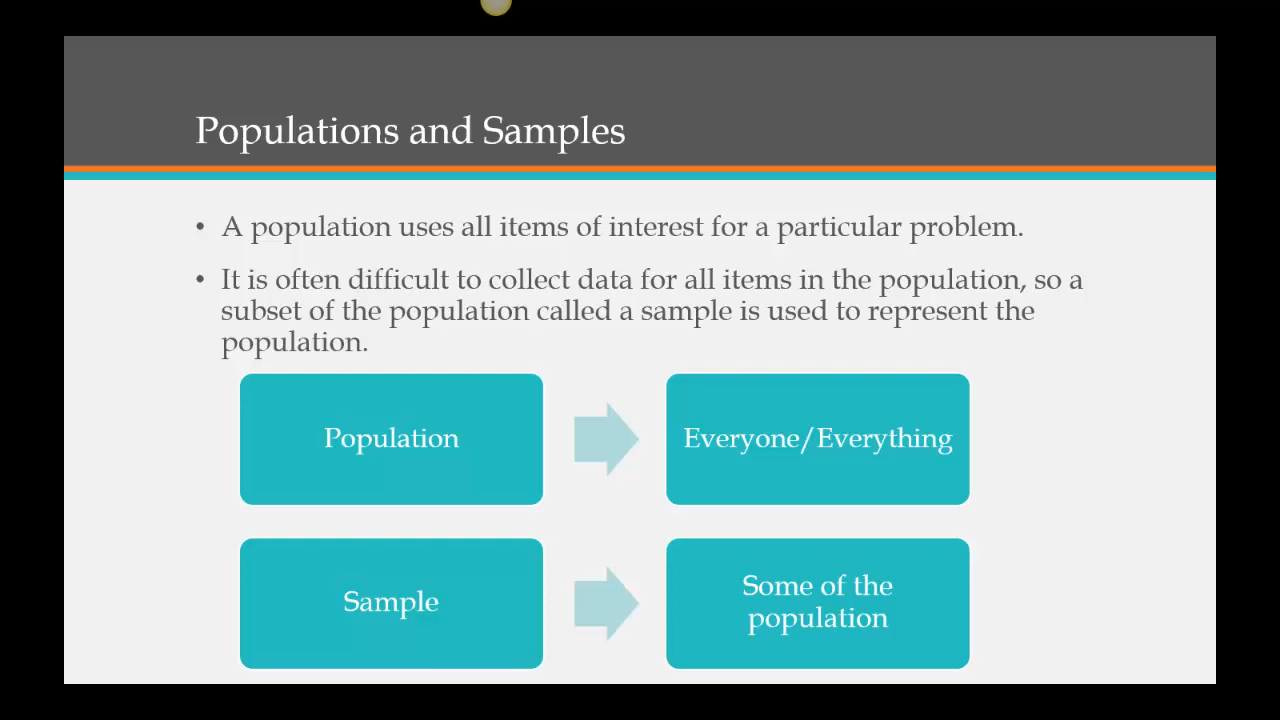 Populations and Samples
• A population uses all items of interest for a particular problem.
• It is often difficult to collect data for all items in the population, so a
subset of the population called a sample is used to represent the
population.
Population
Everyone/Everything
Sample
Some of the
population